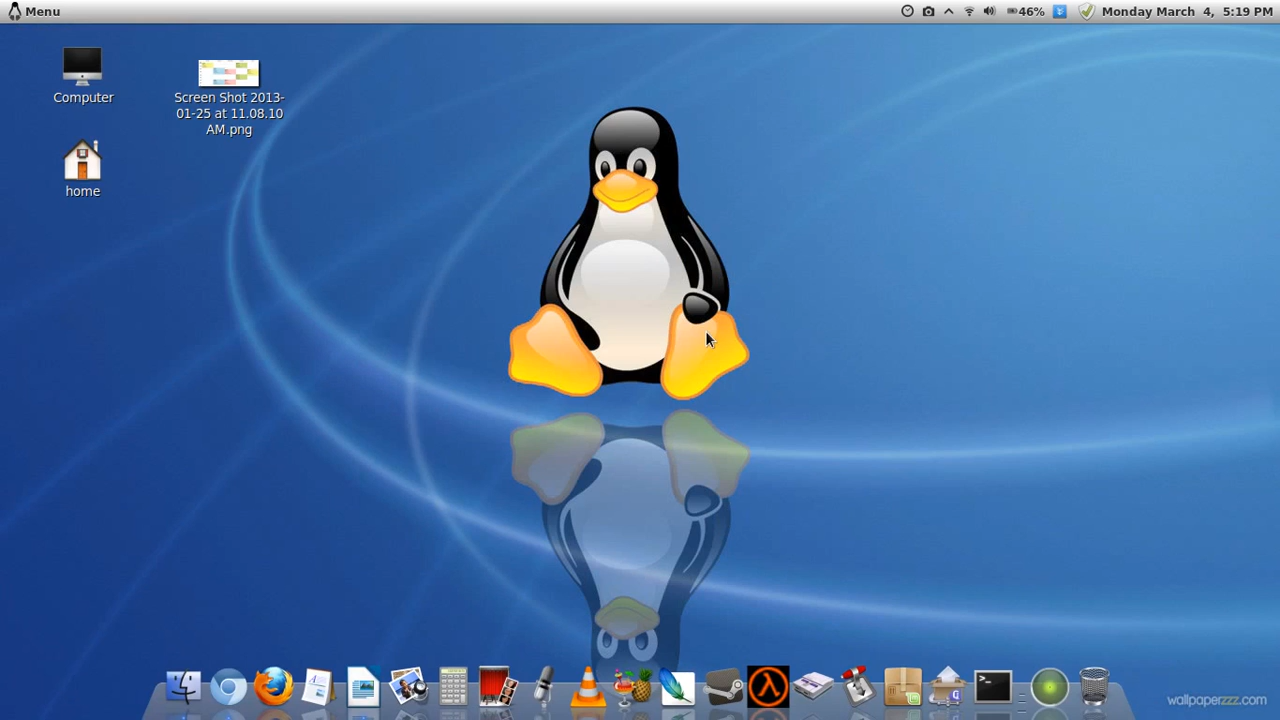 Menu
46%
Monday March 4, 5:19 PM
Computer
Screen Shot 2013-
01-25 at 11.08.10
AM.png
home
>_
wallpaperzzz.com